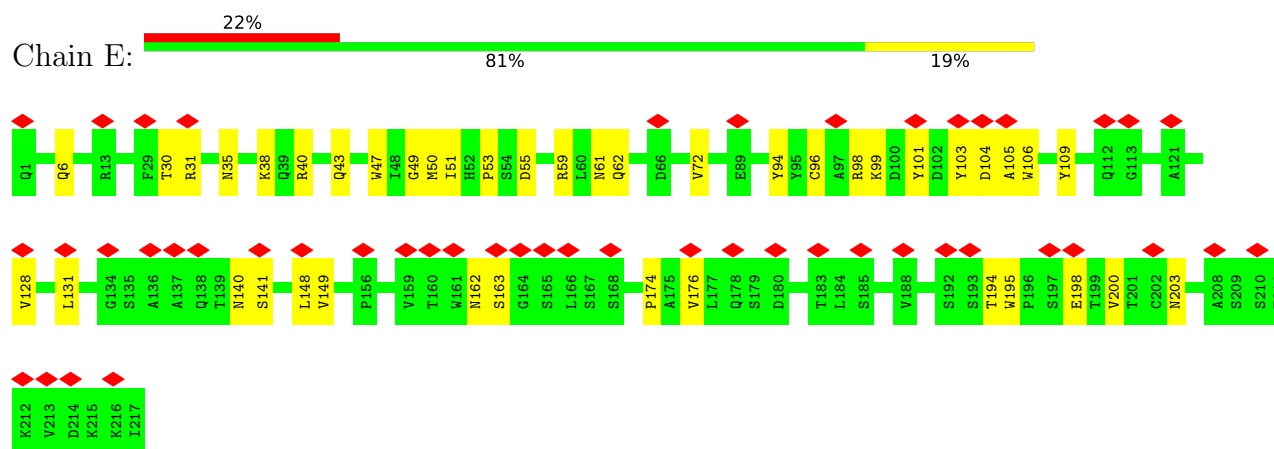 22%
Chain E:
81% 19%
Q1 Q6 R13 F29 T30 R31 N35 K38 Q39 R40 Q43 W47 I48 G49 M50 I51 H52 P53 S54 D55 R59 L60 N61 Q62 D66 V72 E89 Y94 Y95 C96 A97 R98 K99 D100 Y101 D102 Y103 D104 A105 W106 Y109 Q112 G113 A121
V128 L131 G134 S135 A136 A137 Q138 T139 N140 S141 L148 V149 P156 V159 T160 W161 N162 S163 G164 S165 L166 S167 S168 P174 A175 V176 L177 Q178 S179 D180 T183 L184 S185 V188 S192 S193 T194 W195 P196 S197 E198 T199 V200 T201 C202 N203 A208 S209 S210
K212 V213 D214 K215 K216 I217